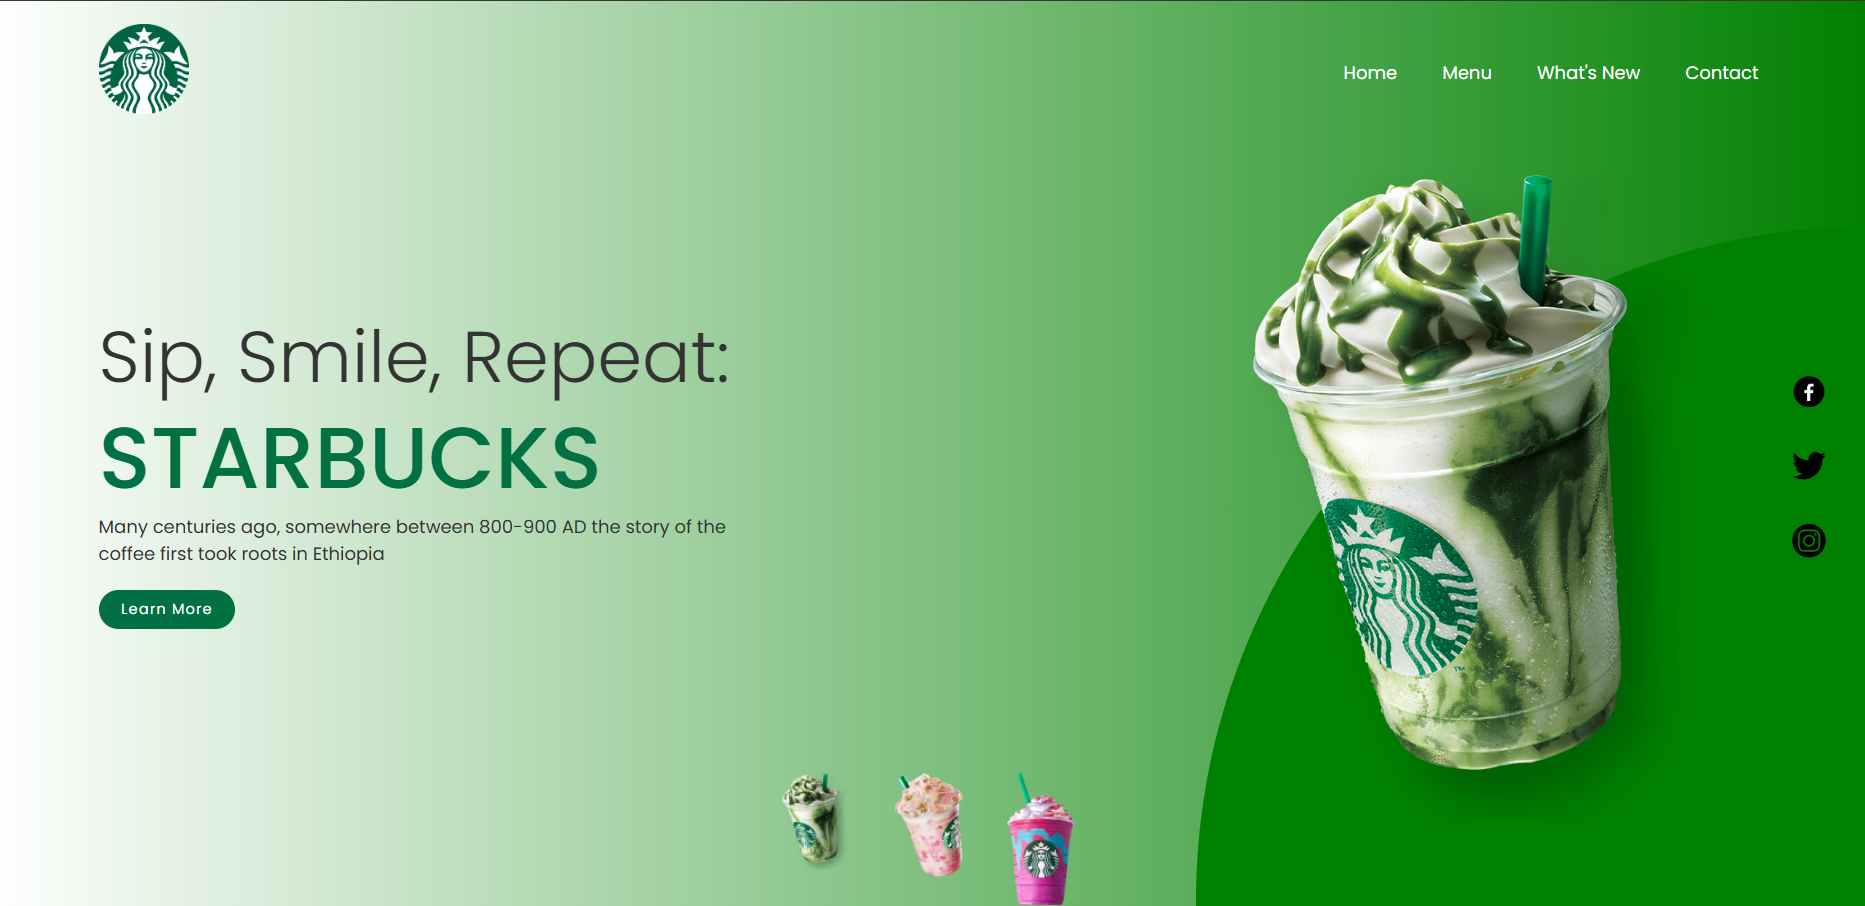 Home Menu What's New Contact
Sip, Smile, Repeat:
STARBUCKS
Many centuries ago, somewhere between 800-900 AD the story of the
coffee first took roots in Ethiopia
Learn More
TM